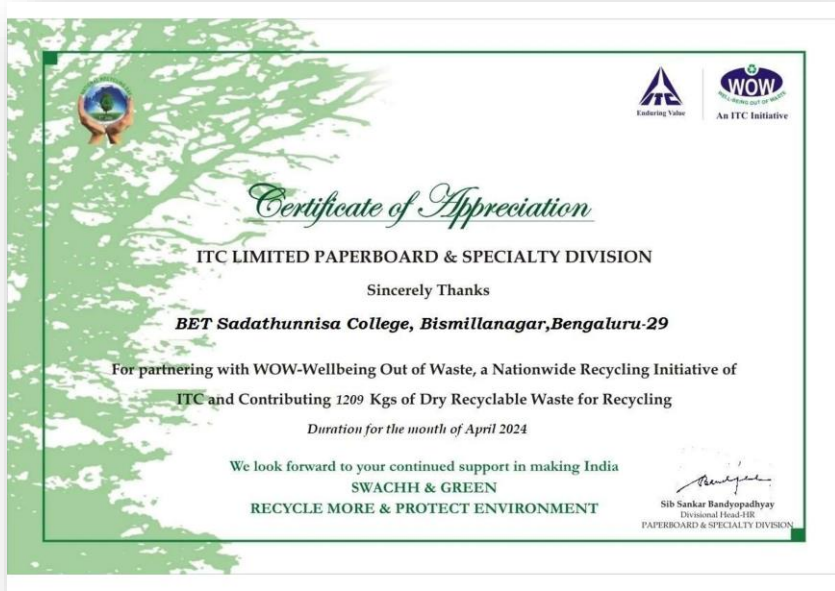 ITC
Enduring Value
WOW
WELL-BEING OUT OF WASTE
An ITC Initiative
Certificate of Appreciation
ITC LIMITED PAPERBOARD & SPECIALTY DIVISION
Sincerely Thanks
BET Sadathunnisa College, Bismillanagar,Bengaluru-29
For partnering with WOW-Wellbeing Out of Waste, a Nationwide Recycling Initiative of
ITC and Contributing 1209 Kgs of Dry Recyclable Waste for Recycling
Duration for the month of April 2024
We look forward to your continued support in making India
SWACHH & GREEN
RECYCLE MORE & PROTECT ENVIRONMENT
Sib Sankar Bandyopadhyay
Divisional Head-HR
PAPERBOARD & SPECIALTY DIVISION